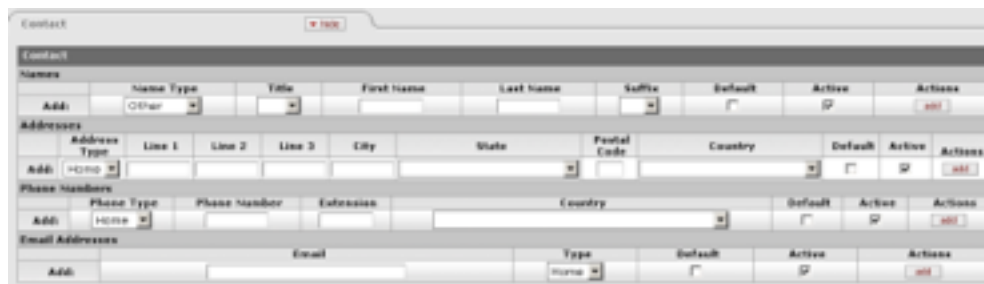 Contact hide
Contact
Names
Name Type Title First Name Last Name Suffix Default Active Actions
Add: Other add
Addresses
Address Type Line 1 Line 2 Line 3 City State Postal Code Country Default Active Actions
Add: Home add
Phone Numbers
Phone Type Phone Number Extension Country Default Active Actions
Add: Home add
Email Addresses
Email Type Default Active Actions
Add: Home add